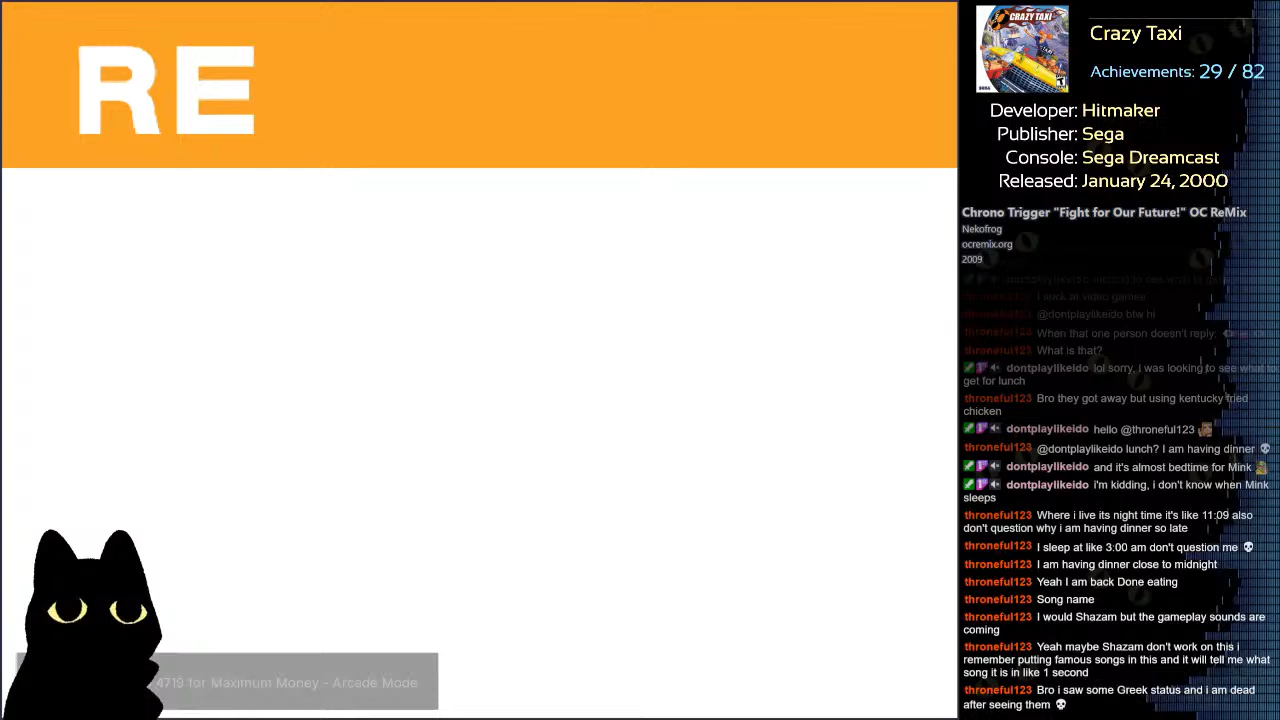 RE
CRAZY TAXI
Crazy Taxi
Achievements: 29 / 82
Developer: Hitmaker
Publisher: Sega
Console: Sega Dreamcast
Released: January 24, 2000
Chrono Trigger "Fight for Our Future!" OC ReMix
Nekofrog
ocremix.org
2009
throneful123 I suck at video games
throneful123 @dontplaylikeido btw hi
throneful123 When that one person doesn't reply:
throneful123 What is that?
dontplaylikeido lol sorry, i was looking to see what to
get for lunch
throneful123 Bro they got away but using kentucky fried
chicken
dontplaylikeido hello @throneful123
throneful123 @dontplaylikeido lunch? I am having dinner 💀
dontplaylikeido and it's almost bedtime for Mink
dontplaylikeido i'm kidding, i don't know when Mink
sleeps
throneful123 Where i live its night time it's like 11:09 also
don't question why i am having dinner so late
throneful123 I sleep at like 3:00 am don't question me 💀
throneful123 I am having dinner close to midnight
throneful123 Yeah I am back Done eating
throneful123 Song name
throneful123 I would Shazam but the gameplay sounds are
coming
throneful123 Yeah maybe Shazam don't work on this i
remember putting famous songs in this and it will tell me what
song it is in like 1 second
throneful123 Bro i saw some Greek status and i am dead
after seeing them 💀
4719 for Maximum Money - Arcade Mode